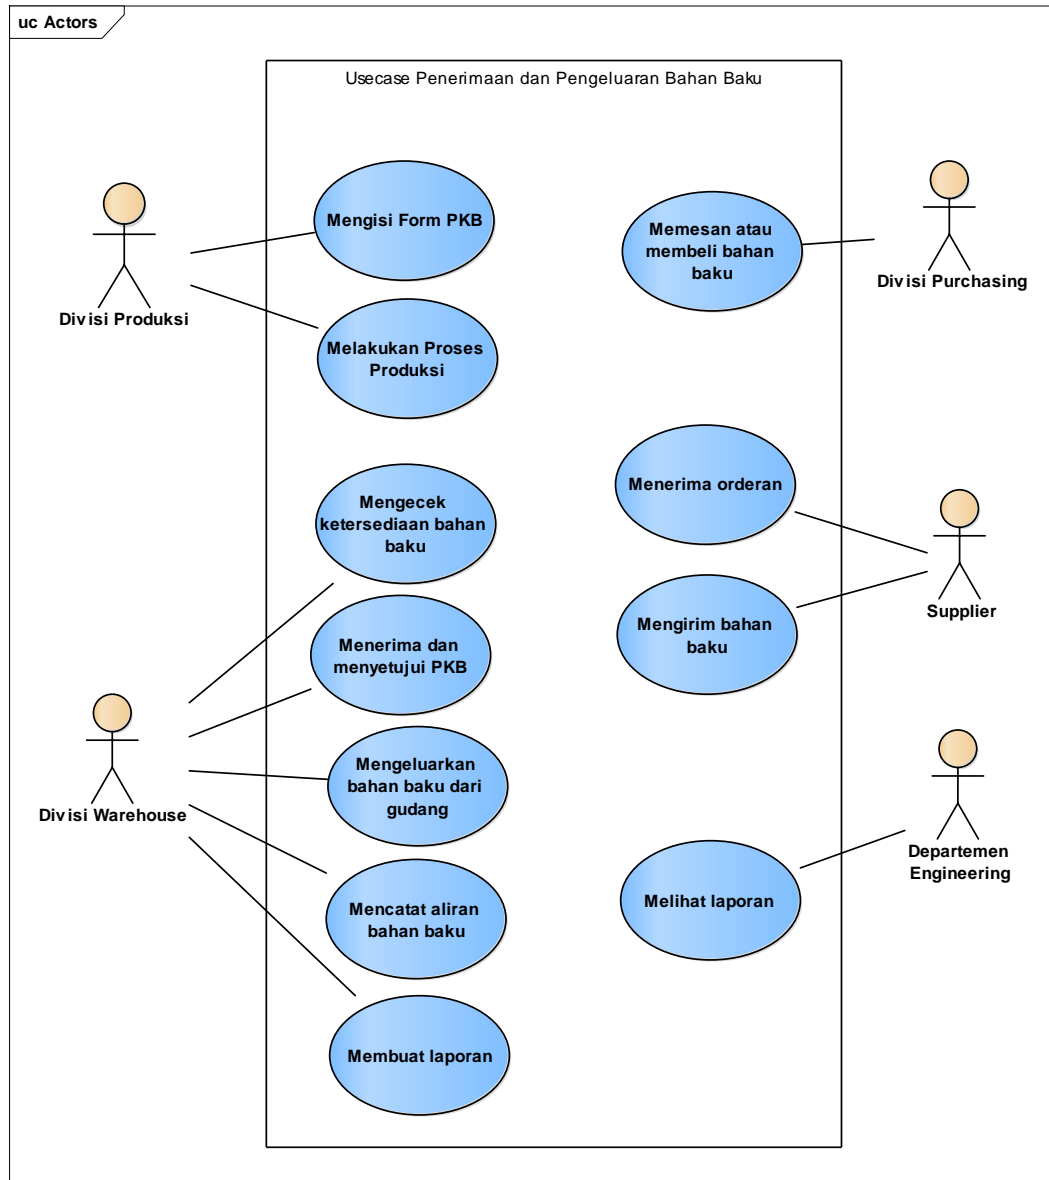 uc Actors
Usecase Penerimaan dan Pengeluaran Bahan Baku
Mengisi Form PKB
Divisi Produksi
Melakukan Proses
Produksi
Memesan atau
membeli bahan
baku
Divisi Purchasing
Mengecek
ketersediaan bahan
baku
Menerima dan
menyetujui PKB
Mengeluarkan
bahan baku dari
gudang
Divisi Warehouse
Mencatat aliran
bahan baku
Membuat laporan
Menerima orderan
Mengirim bahan
baku
Supplier
Melihat laporan
Departemen
Engineering